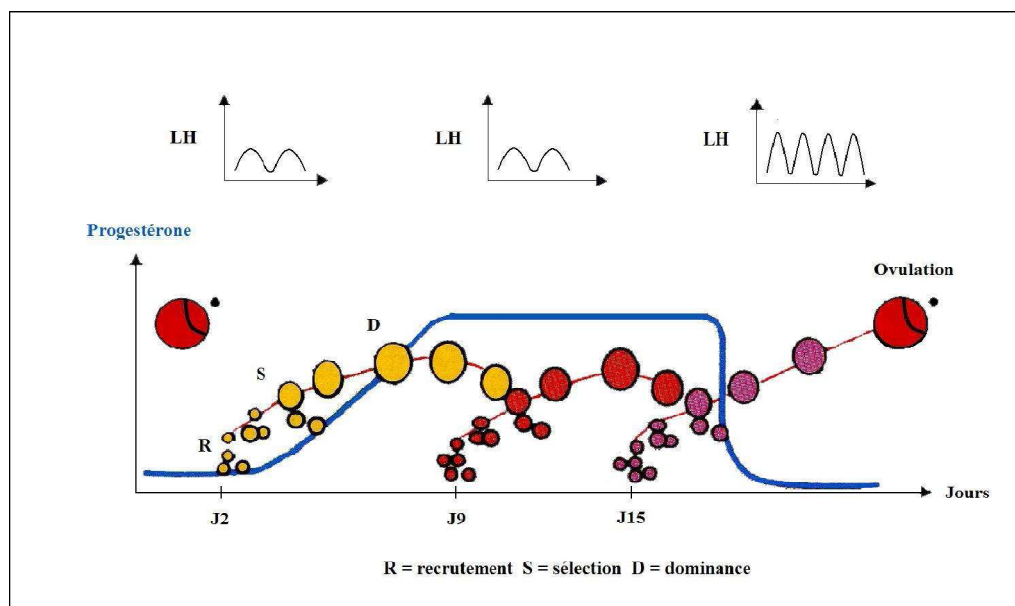 LH
LH
LH
Progestérone
Ovulation
D
S
R
Jours
J2
J9
J15
R = recrutement S = sélection D = dominance